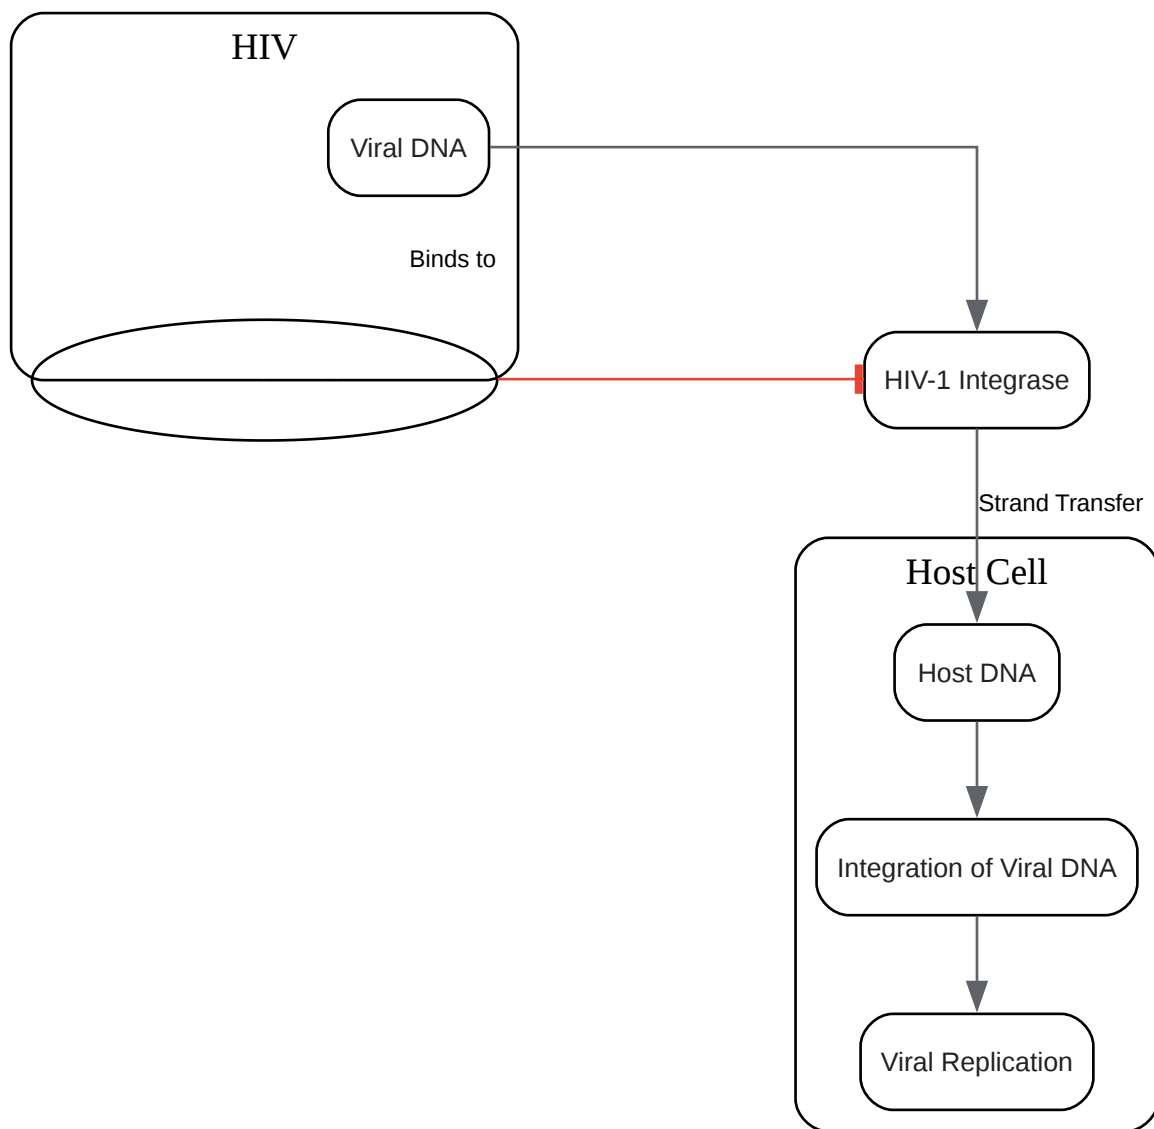 HIV
Viral DNA
Binds to
HIV-1 Integrase
Strand Transfer
Host Cell
Host DNA
Integration of Viral DNA
Viral Replication